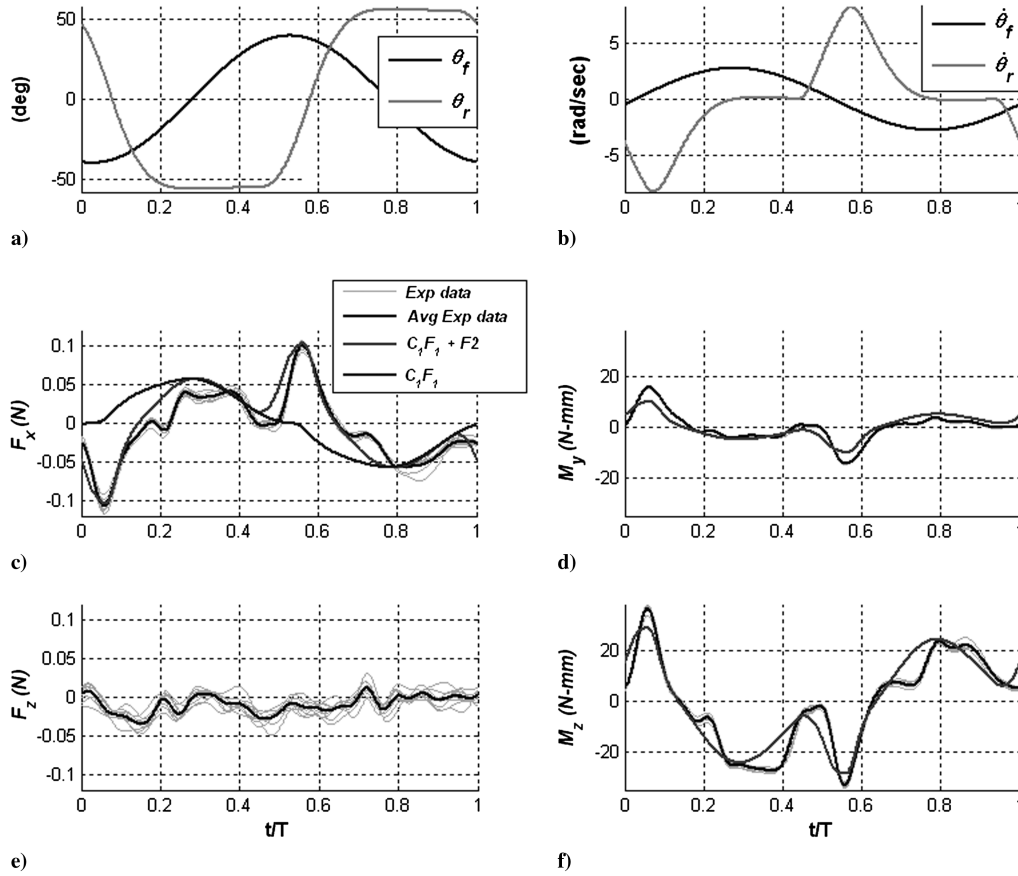 50
0
-50
(deg)
θf
θr
0 0.2 0.4 0.6 0.8 1
a)
5
0
-5
(rad/sec)
θ̇f
θ̇r
0 0.2 0.4 0.6 0.8 1
b)
Exp data
Avg Exp data
C1F1 + F2
C1F1
0.1
0.05
0
-0.05
-0.1
Fx (N)
0 0.2 0.4 0.6 0.8 1
c)
20
0
-20
My (N-mm)
0 0.2 0.4 0.6 0.8 1
d)
0.1
0.05
0
-0.05
-0.1
Fz (N)
0 0.2 0.4 0.6 0.8 1
t/T
e)
20
0
-20
Mz (N-mm)
0 0.2 0.4 0.6 0.8 1
t/T
f)